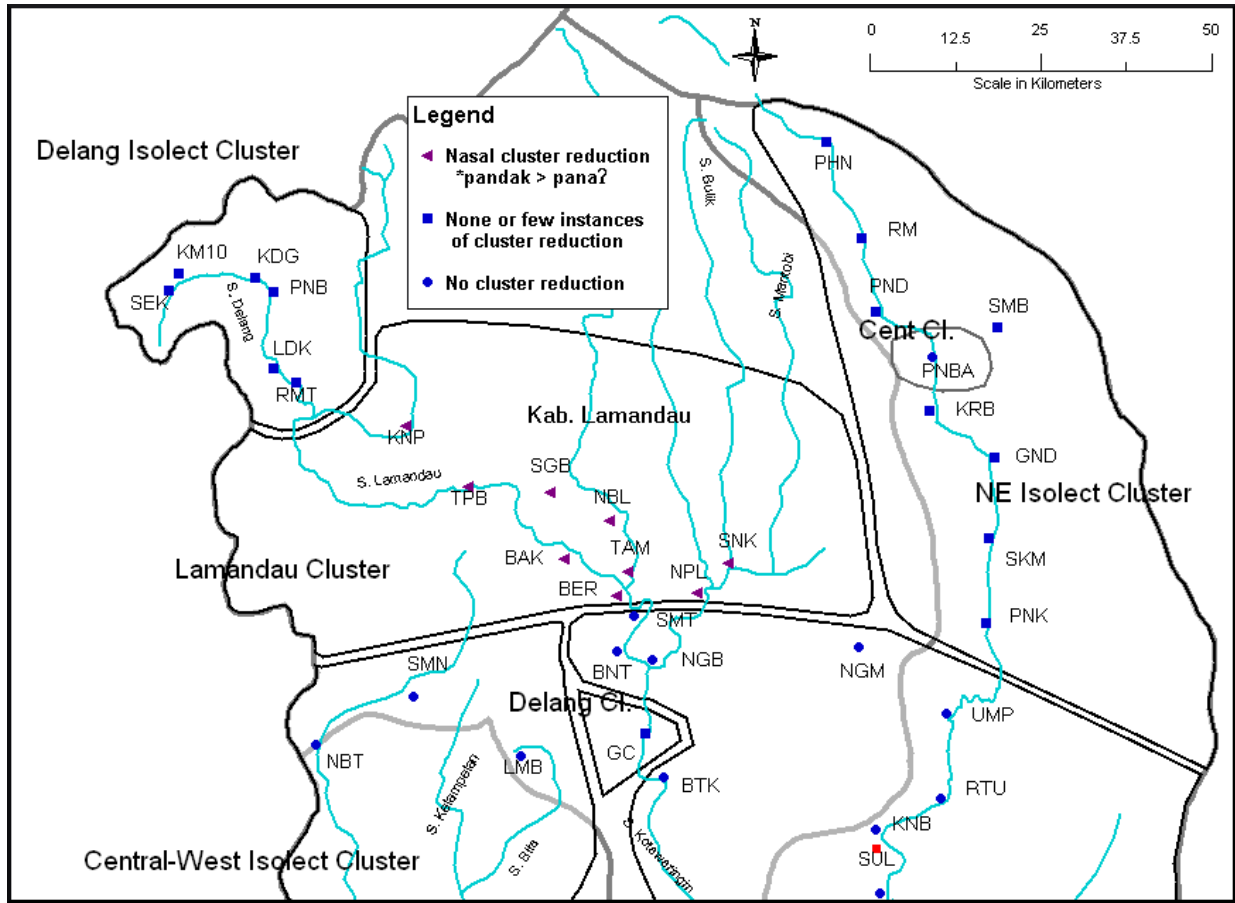 N
0 25 50
12.5 37.5
Scale in Kilometers
Legend
Nasal cluster reduction
*pandak > pana?
None or few instances
of cluster reduction
No cluster reduction
Delang Isolect Cluster
PHN
S. Bulik
KM10
KDG
RM
SEK
PNB
S. Delang
S. Mankobi
PND
SMB
Cent Cl.
LDK
PNBA
RMT
KRB
Kab. Lamandau
KNP
GND
S. Lamandau
SGB
TPB
NBL
NE Isolect Cluster
TAM
SNK
BAK
SKM
Lamandau Cluster
NPL
BER
SMT
PNK
SMN
BNT
NGB
NGM
Delang Cl.
UMP
NBT
GC
LMB
BTK
S. Kelampetan
RTU
KNB
S. Bila
S. Kotawaringin
SUL
Central-West Isolect Cluster